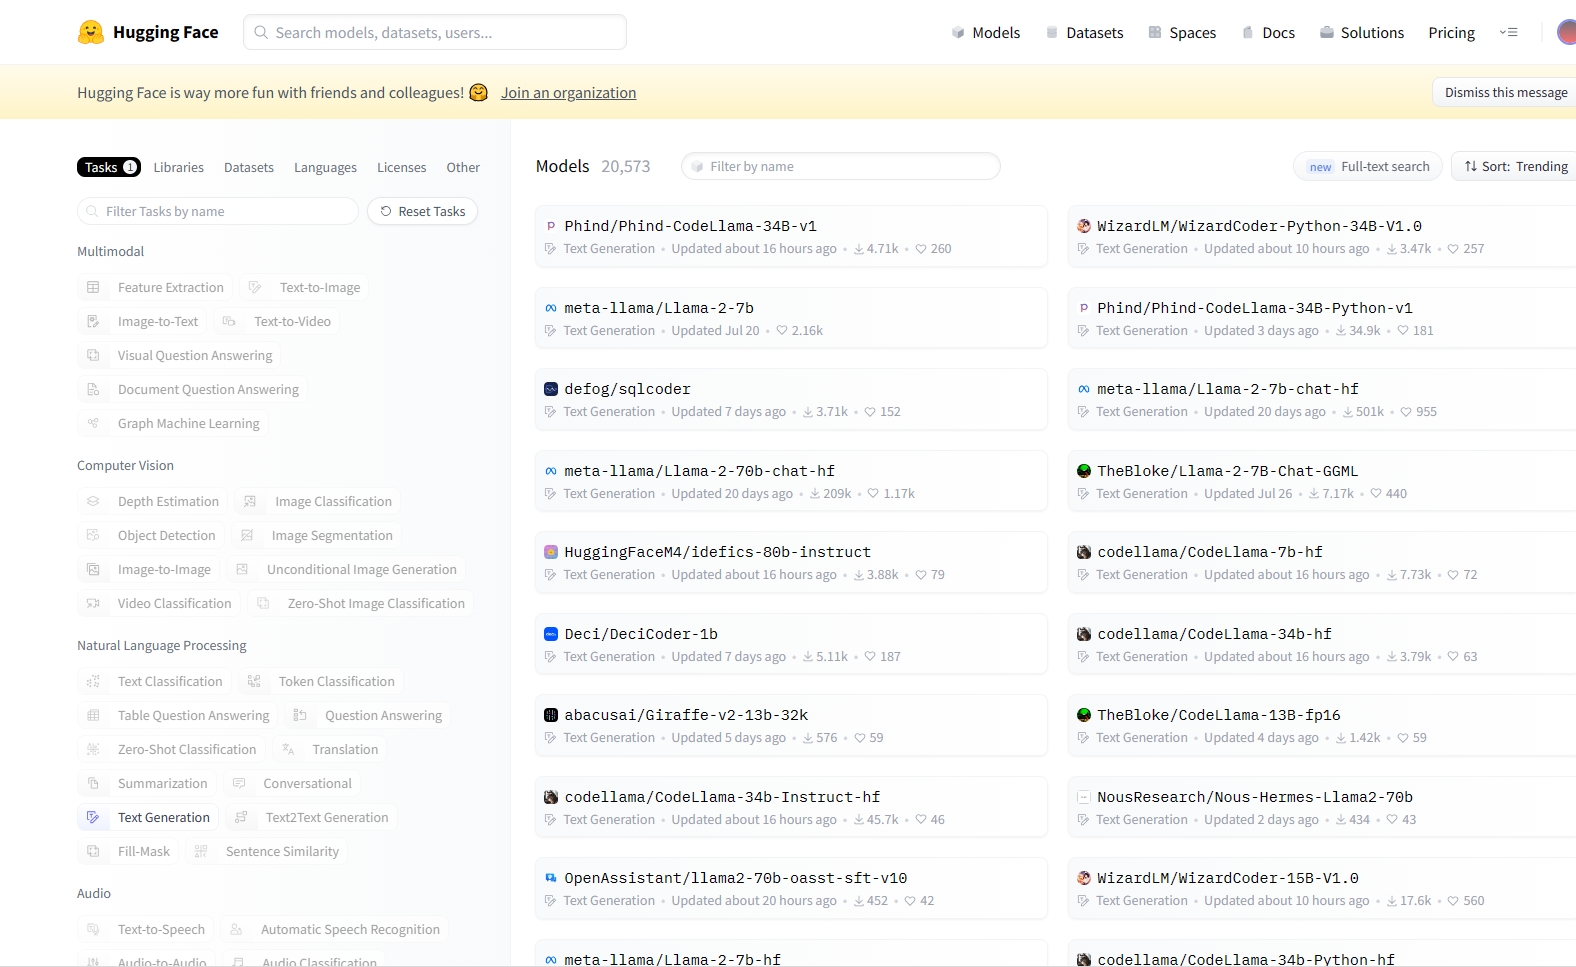 Hugging Face
Search models, datasets, users...
Models
Datasets
Spaces
Docs
Solutions
Pricing
Hugging Face is way more fun with friends and colleagues! 🤗 Join an organization
Dismiss this message
Tasks 1
Libraries
Datasets
Languages
Licenses
Other
Filter Tasks by name
Reset Tasks
Multimodal
Feature Extraction
Text-to-Image
Image-to-Text
Text-to-Video
Visual Question Answering
Document Question Answering
Graph Machine Learning
Computer Vision
Depth Estimation
Image Classification
Object Detection
Image Segmentation
Image-to-Image
Unconditional Image Generation
Video Classification
Zero-Shot Image Classification
Natural Language Processing
Text Classification
Token Classification
Table Question Answering
Question Answering
Zero-Shot Classification
Translation
Summarization
Conversational
Text Generation
Text2Text Generation
Fill-Mask
Sentence Similarity
Audio
Text-to-Speech
Automatic Speech Recognition
Audio-to-Audio
Audio Classification
Models 20,573
Filter by name
new Full-text search
Sort: Trending
Phind/Phind-CodeLlama-34B-v1
Text Generation • Updated about 16 hours ago • 4.71k • 260
WizardLM/WizardCoder-Python-34B-V1.0
Text Generation • Updated about 10 hours ago • 3.47k • 257
meta-llama/Llama-2-7b
Text Generation • Updated Jul 20 • 2.16k
Phind/Phind-CodeLlama-34B-Python-v1
Text Generation • Updated 3 days ago • 34.9k • 181
defog/sqlcoder
Text Generation • Updated 7 days ago • 3.71k • 152
meta-llama/Llama-2-7b-chat-hf
Text Generation • Updated 20 days ago • 501k • 955
meta-llama/Llama-2-70b-chat-hf
Text Generation • Updated 20 days ago • 209k • 1.17k
TheBloke/Llama-2-7B-Chat-GGML
Text Generation • Updated Jul 26 • 7.17k • 440
HuggingFaceM4/idefics-80b-instruct
Text Generation • Updated about 16 hours ago • 3.88k • 79
codellama/CodeLlama-7b-hf
Text Generation • Updated about 16 hours ago • 7.73k • 72
Deci/DeciCoder-1b
Text Generation • Updated 7 days ago • 5.11k • 187
codellama/CodeLlama-34b-hf
Text Generation • Updated about 16 hours ago • 3.79k • 63
abacusai/Giraffe-v2-13b-32k
Text Generation • Updated 5 days ago • 576 • 59
TheBloke/CodeLlama-13B-fp16
Text Generation • Updated 4 days ago • 1.42k • 59
codellama/CodeLlama-34b-Instruct-hf
Text Generation • Updated about 16 hours ago • 45.7k • 46
NousResearch/Nous-Hermes-Llama2-70b
Text Generation • Updated 2 days ago • 434 • 43
OpenAssistant/llama2-70b-oasst-sft-v10
Text Generation • Updated about 20 hours ago • 452 • 42
WizardLM/WizardCoder-15B-V1.0
Text Generation • Updated about 10 hours ago • 17.6k • 560
meta-llama/Llama-2-7b-hf
codellama/CodeLlama-34b-Python-hf